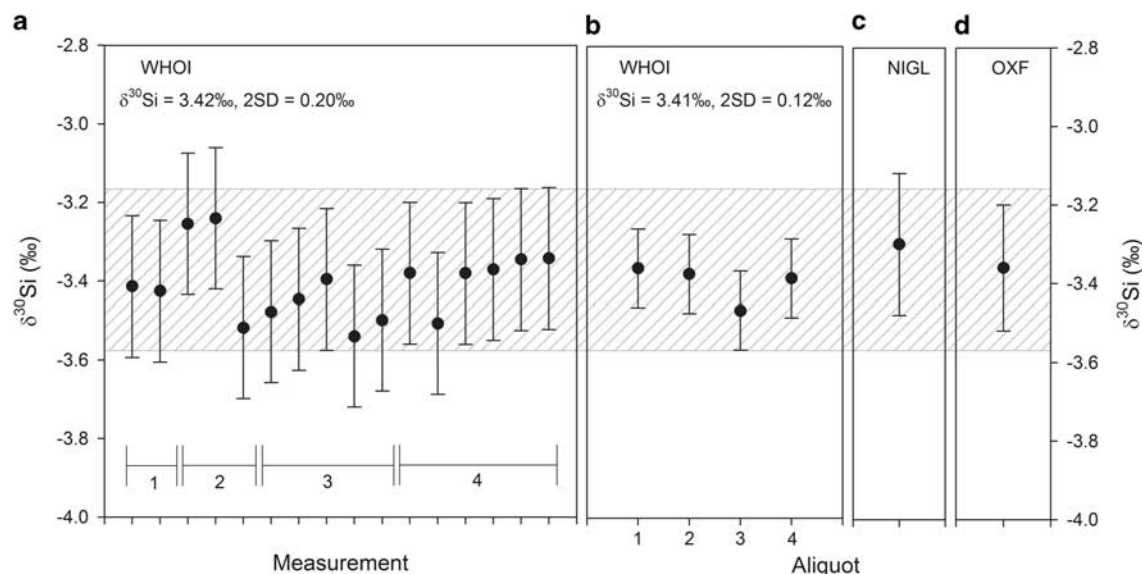 a
b
c
d
WHOI
δ³⁰Si = 3.42‰, 2SD = 0.20‰
WHOI
δ³⁰Si = 3.41‰, 2SD = 0.12‰
NIGL
OXF
-2.8
-3.0
-3.2
-3.4
-3.6
-3.8
-4.0
δ³⁰Si (‰)
1
2
3
4
Measurement
1
2
3
4
Aliquot
-2.8
-3.0
-3.2
-3.4
-3.6
-3.8
-4.0
δ³⁰Si (‰)